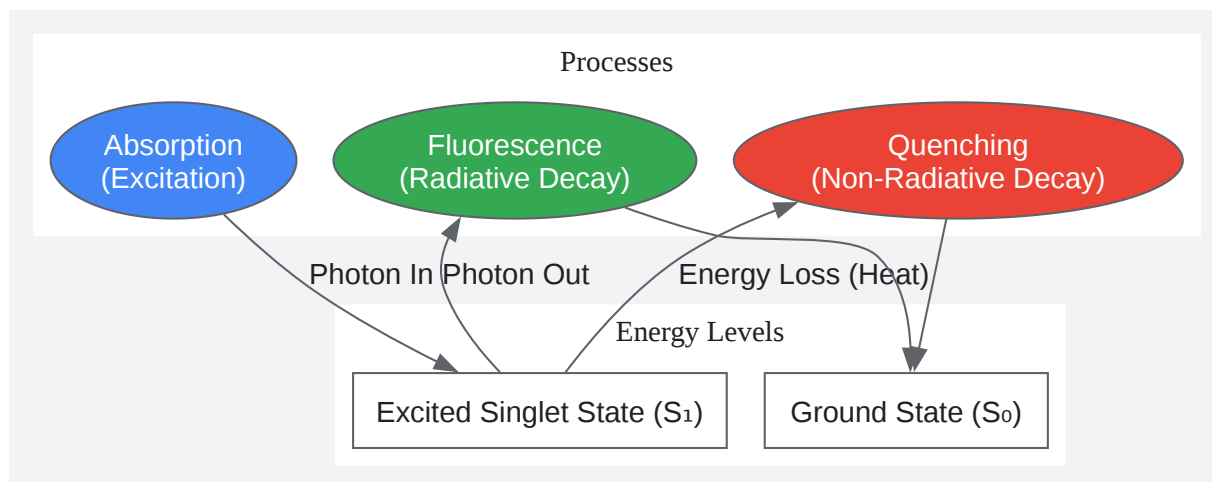 Processes
Absorption
(Excitation)
Fluorescence
(Radiative Decay)
Quenching
(Non-Radiative Decay)
Photon In
Photon Out
Energy Loss (Heat)
Energy Levels
Excited Singlet State (S₁)
Ground State (S₀)